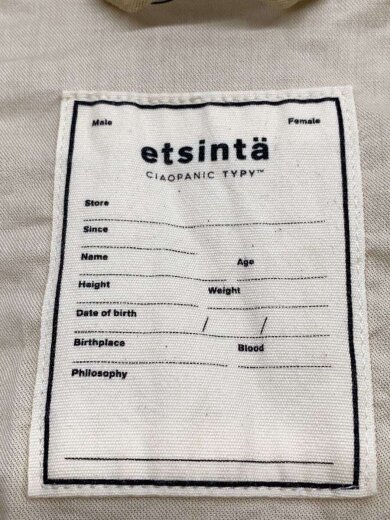 Male Female
etsintä
CIAOPANIC TYPY™
Store
Since
Name Age
Height Weight
Date of birth / /
Birthplace Blood
Philosophy